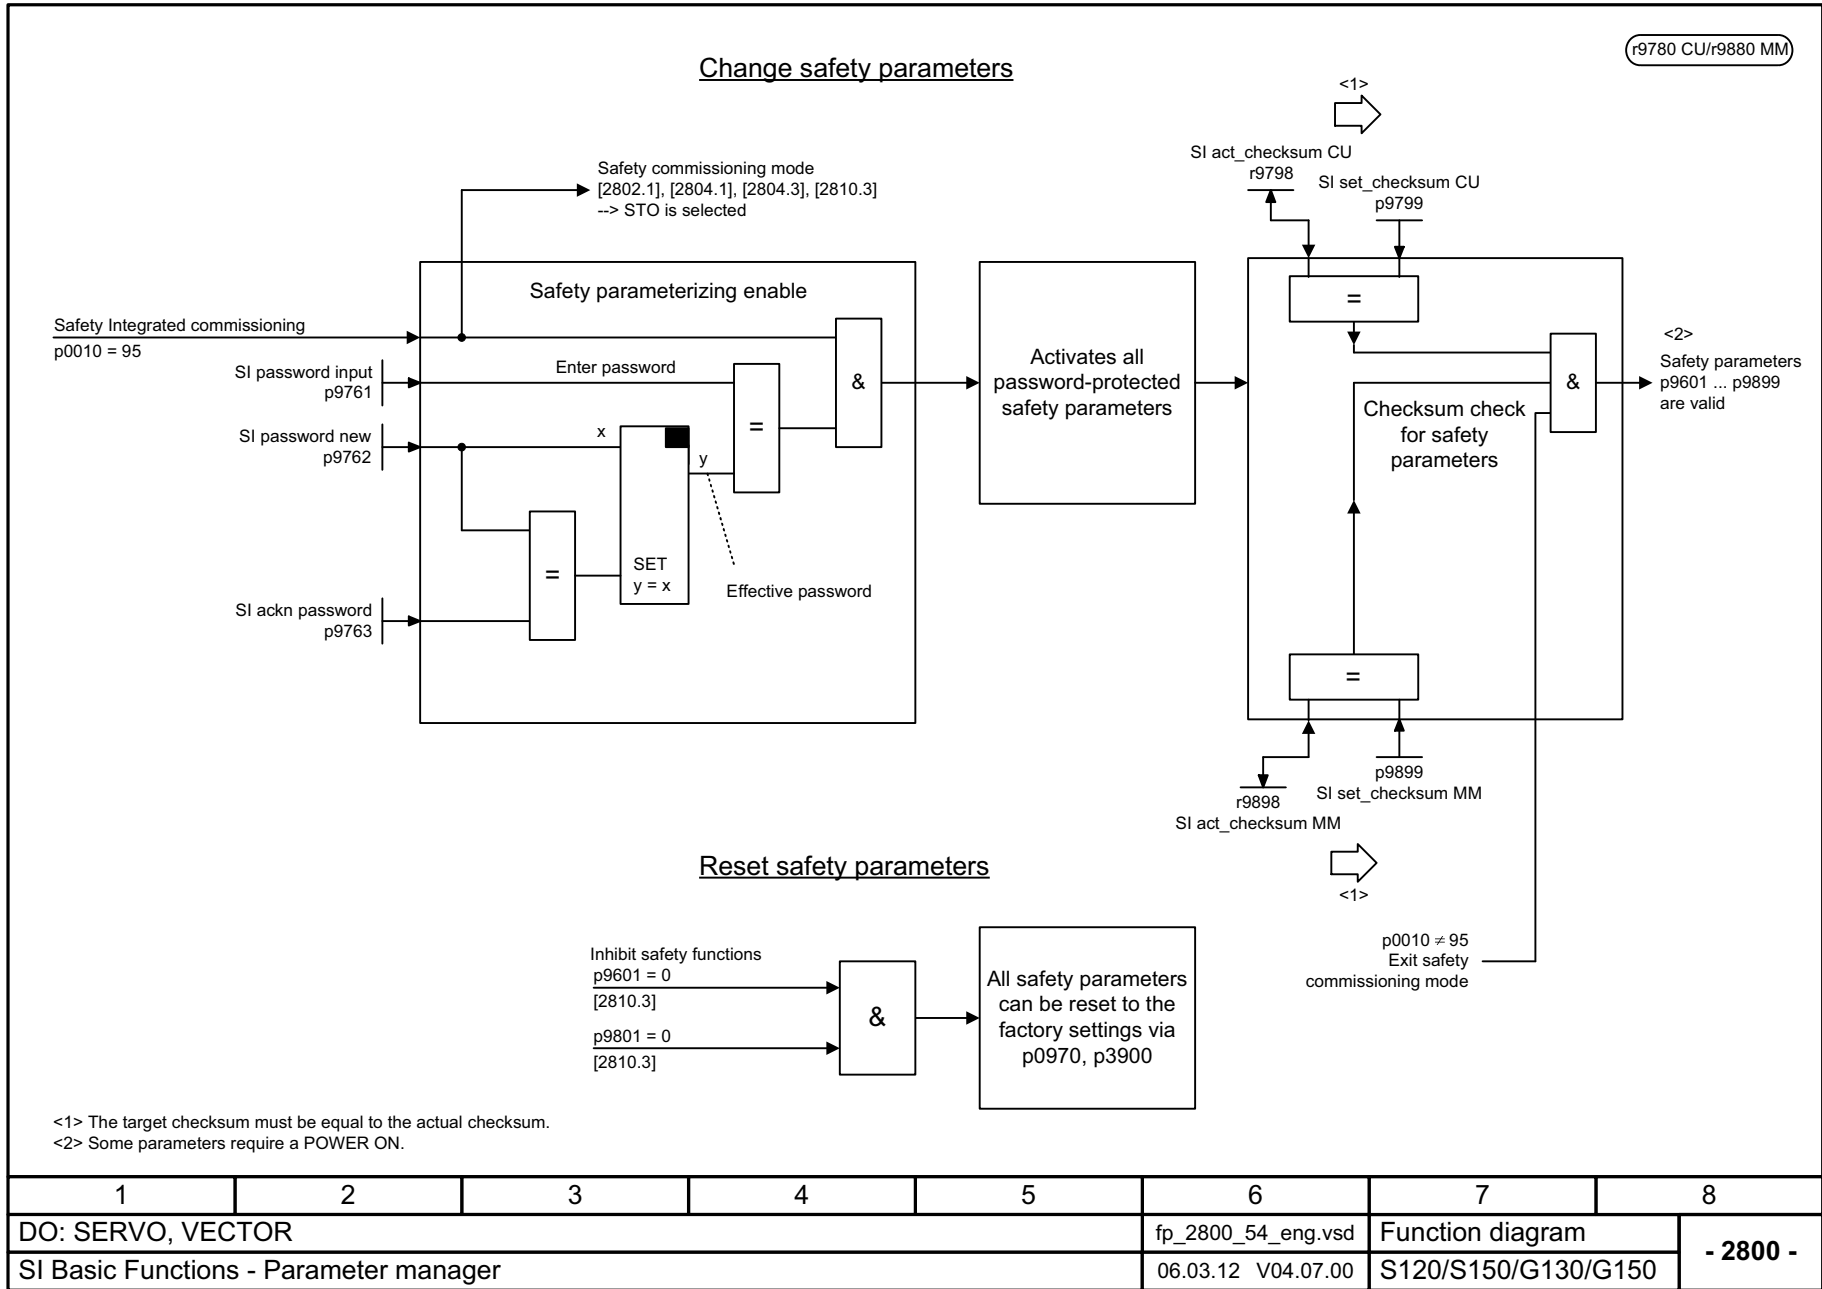 r9780 CU/r9880 MM
Change safety parameters
<1>
SI act_checksum CU
r9798
SI set_checksum CU
p9799
Safety commissioning mode
[2802.1], [2804.1], [2804.3], [2810.3]
--> STO is selected
Safety parameterizing enable
Safety Integrated commissioning
p0010 = 95
SI password input
p9761
Enter password
SI password new
p9762
x
y
=
&
=
SET
y = x
Effective password
SI ackn password
p9763
Activates all
password-protected
safety parameters
=
&
Checksum check
for safety
parameters
=
<2>
Safety parameters
p9601 ... p9899
are valid
p9899
SI set_checksum MM
r9898
SI act_checksum MM
<1>
p0010 ≠ 95
Exit safety
commissioning mode
Reset safety parameters
Inhibit safety functions
p9601 = 0
[2810.3]
p9801 = 0
[2810.3]
&
All safety parameters
can be reset to the
factory settings via
p0970, p3900
<1> The target checksum must be equal to the actual checksum.
<2> Some parameters require a POWER ON.
1 2 3 4 5 6 7 8
DO: SERVO, VECTOR
fp_2800_54_eng.vsd
Function diagram
- 2800 -
SI Basic Functions - Parameter manager
06.03.12 V04.07.00
S120/S150/G130/G150